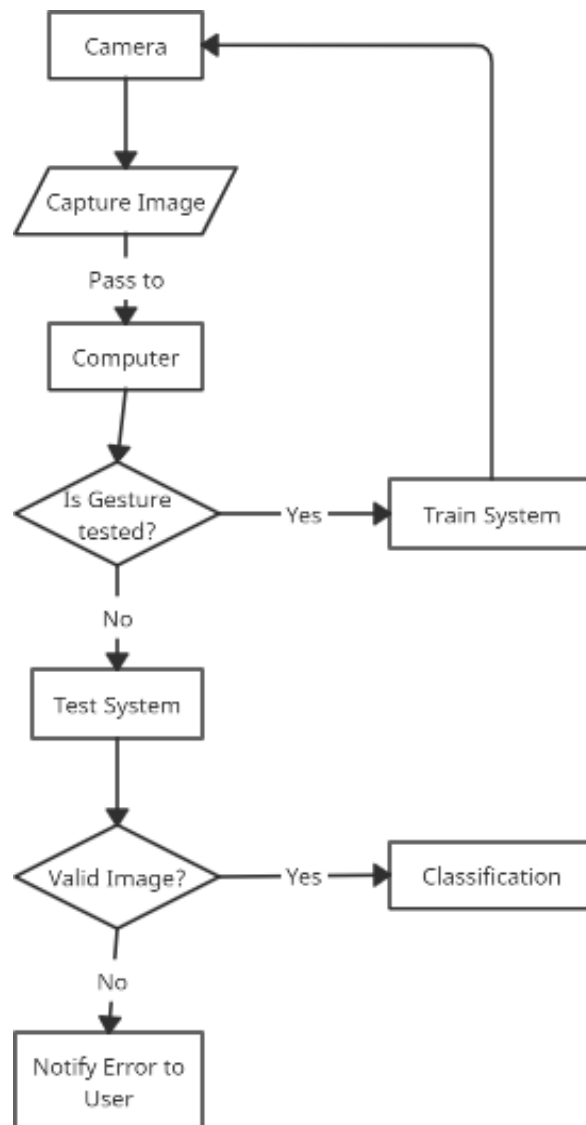 Camera
Capture Image
Pass to
Computer
Is Gesture
tested?
Yes
Train System
No
Test System
Valid Image?
Yes
Classification
No
Notify Error to
User